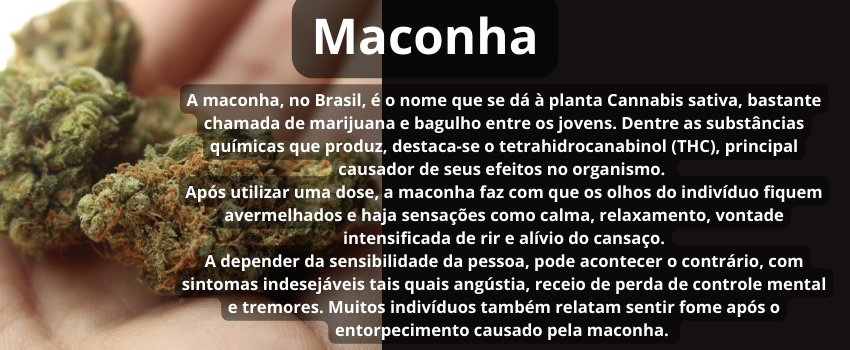 Maconha
A maconha, no Brasil, é o nome que se dá à planta Cannabis sativa, bastante
chamada de marijuana e bagulho entre os jovens. Dentre as substâncias
químicas que produz, destaca-se o tetrahidrocanabinol (THC), principal
causador de seus efeitos no organismo.
Após utilizar uma dose, a maconha faz com que os olhos do indivíduo fiquem
avermelhados e haja sensações como calma, relaxamento, vontade
intensificada de rir e alívio do cansaço.
A depender da sensibilidade da pessoa, pode acontecer o contrário, com
sintomas indesejáveis tais quais angústia, receio de perda de controle mental
e tremores. Muitos indivíduos também relatam sentir fome após o
entorpecimento causado pela maconha.